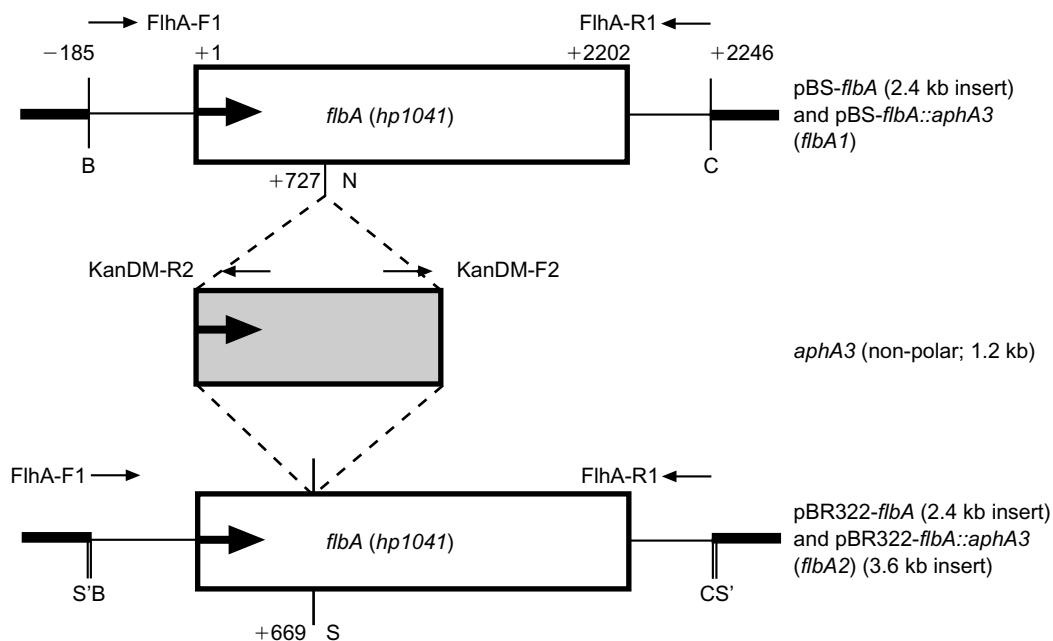 FlhA-F1
FlhA-R1
−185
+1
+2202
+2246
pBS-flbA (2.4 kb insert)
and pBS-flbA::aphA3
(flbA1)
flbA (hp1041)
B
C
+727 N
KanDM-R2
KanDM-F2
aphA3 (non-polar; 1.2 kb)
FlhA-F1
FlhA-R1
pBR322-flbA (2.4 kb insert)
and pBR322-flbA::aphA3
(flbA2) (3.6 kb insert)
flbA (hp1041)
S'B
CS'
+669 S